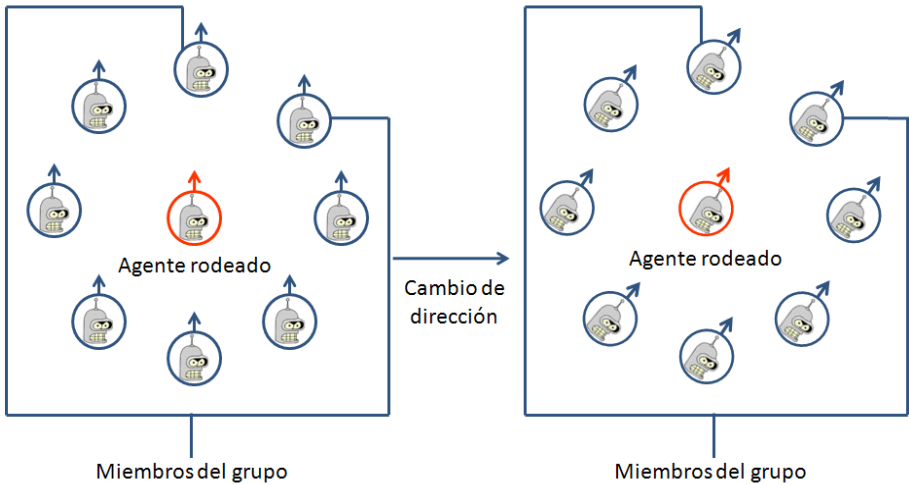 Agente rodeado
Agente rodeado
Cambio de
dirección
Miembros del grupo
Miembros del grupo